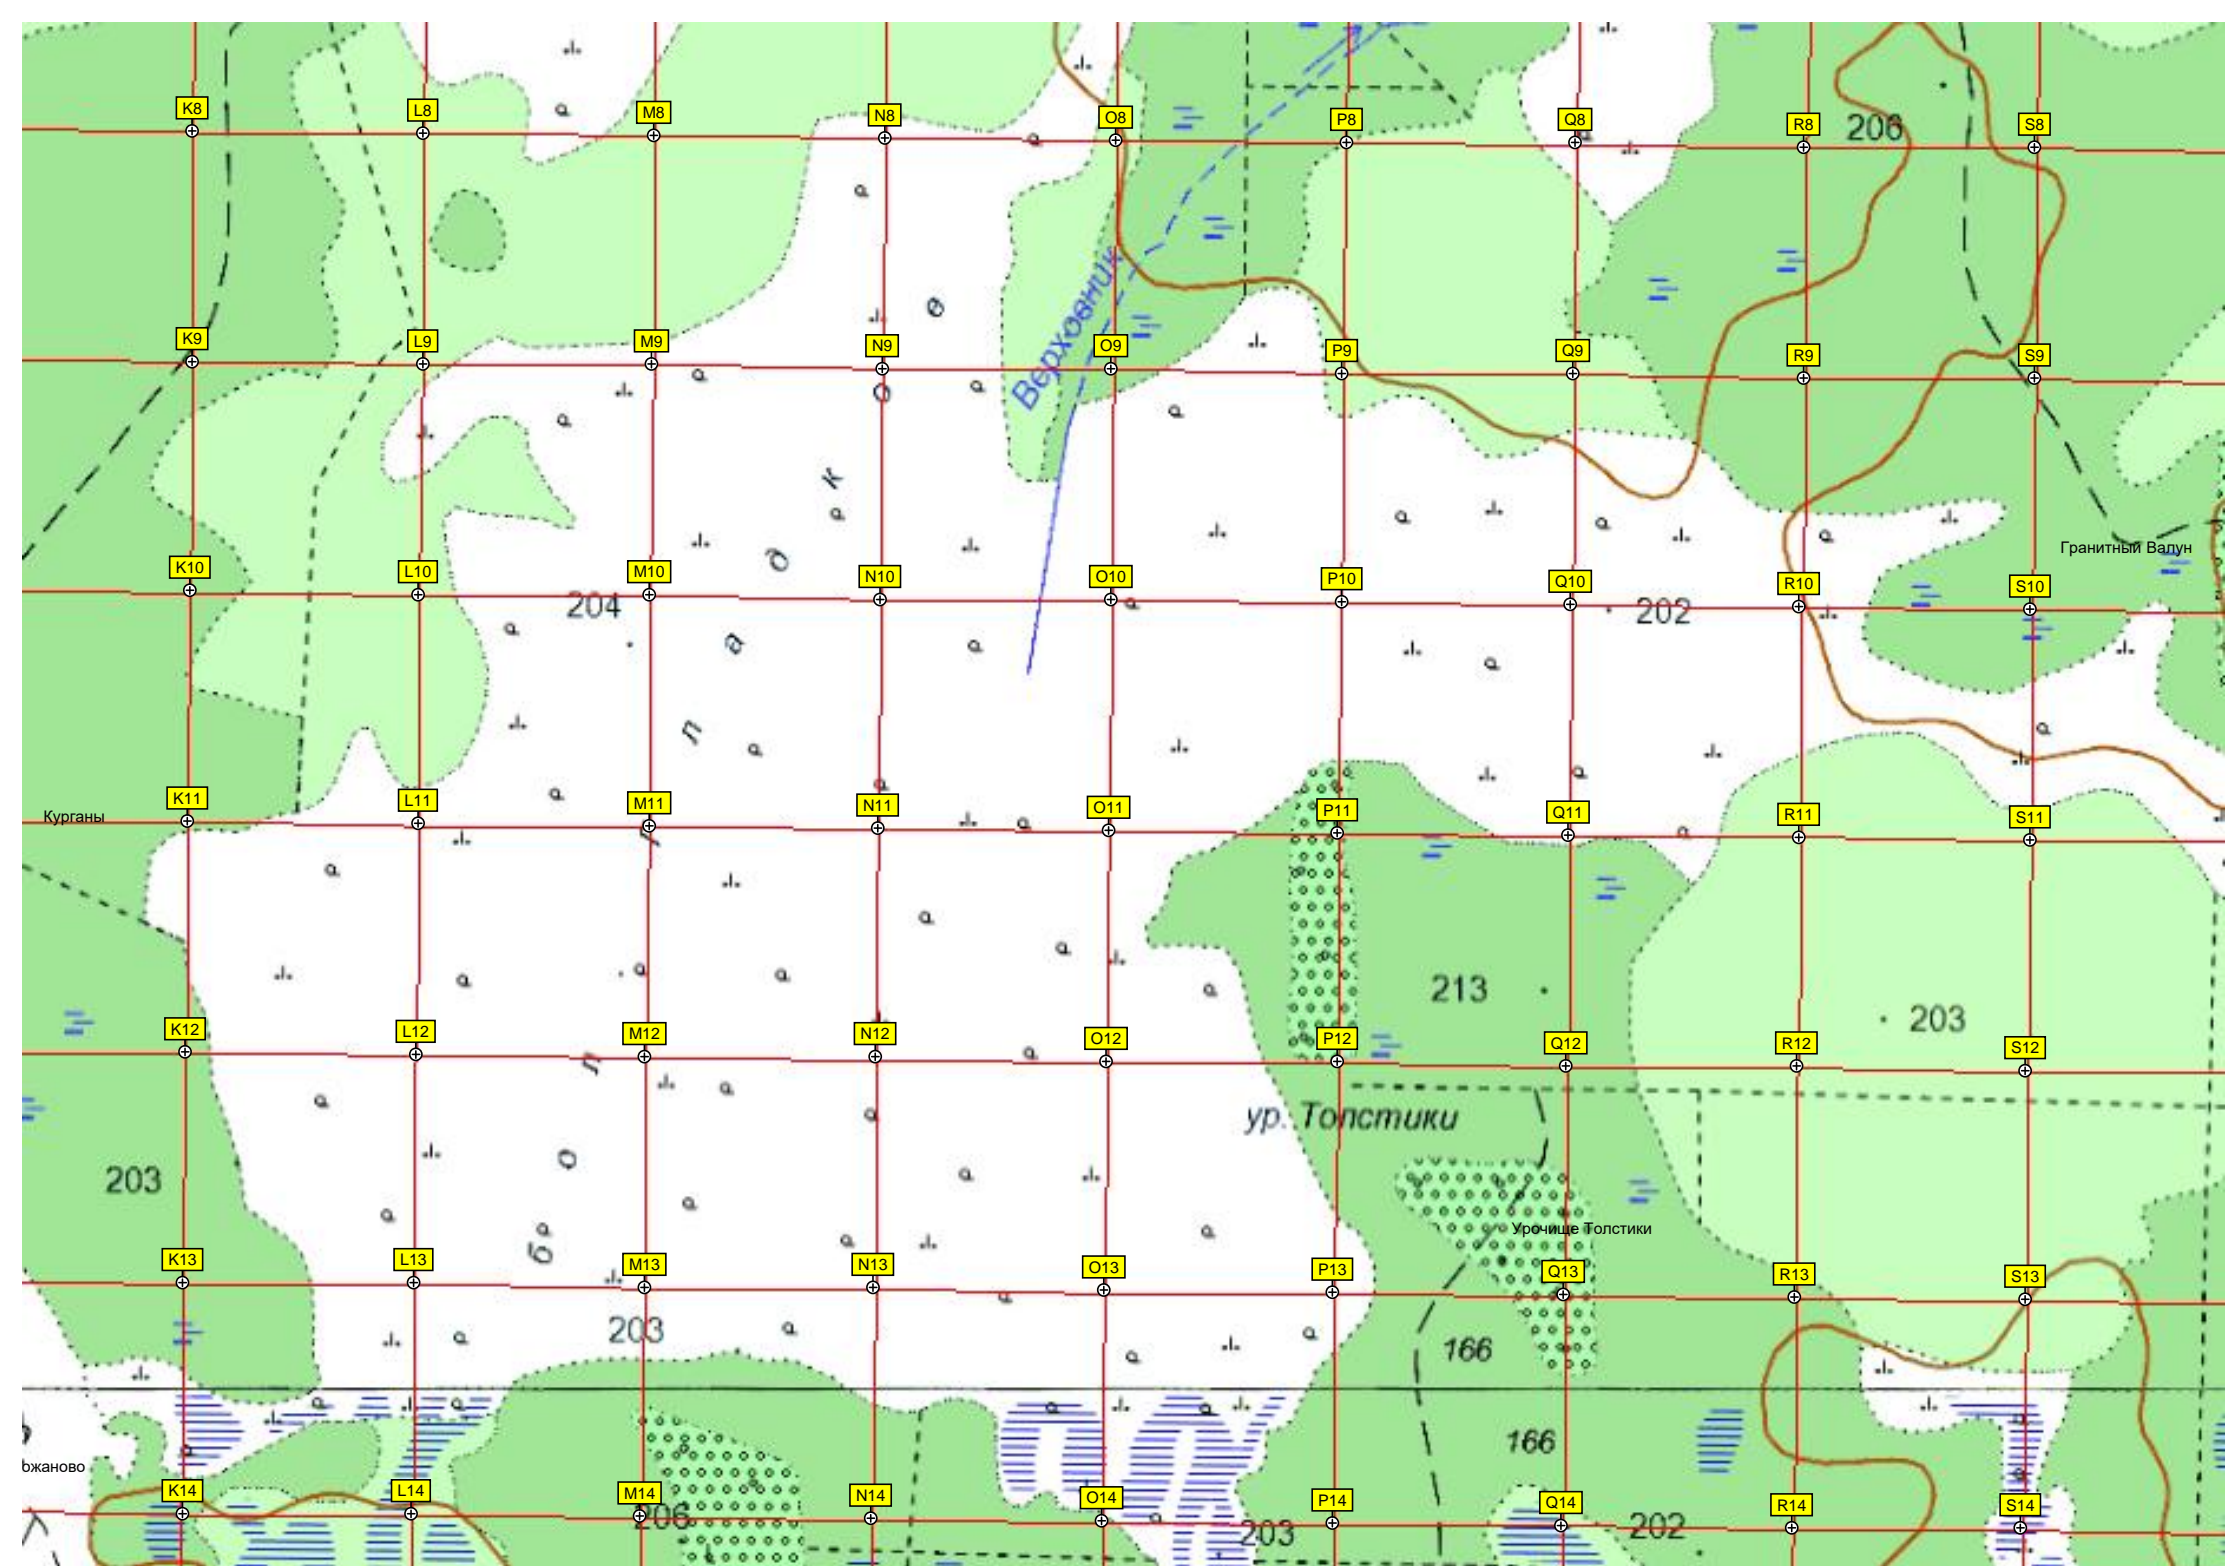 K8 L8 M8 N8 O8 P8 Q8 R8 206 S8
Верховик
K9 L9 M9 N9 O9 P9 Q9 R9 S9
Гранитный Валун
K10 L10 M10 N10 O10 P10 Q10 R10 S10
204 202
Курганы
K11 L11 M11 N11 O11 P11 Q11 R11 S11
213 203
K12 L12 M12 N12 O12 P12 Q12 R12 S12
ур. Толстики
203
Урочище Толстики
K13 L13 M13 N13 O13 P13 Q13 R13 S13
203 166
166
ржаново
K14 L14 M14 N14 O14 P14 Q14 R14 S14
206 203 202